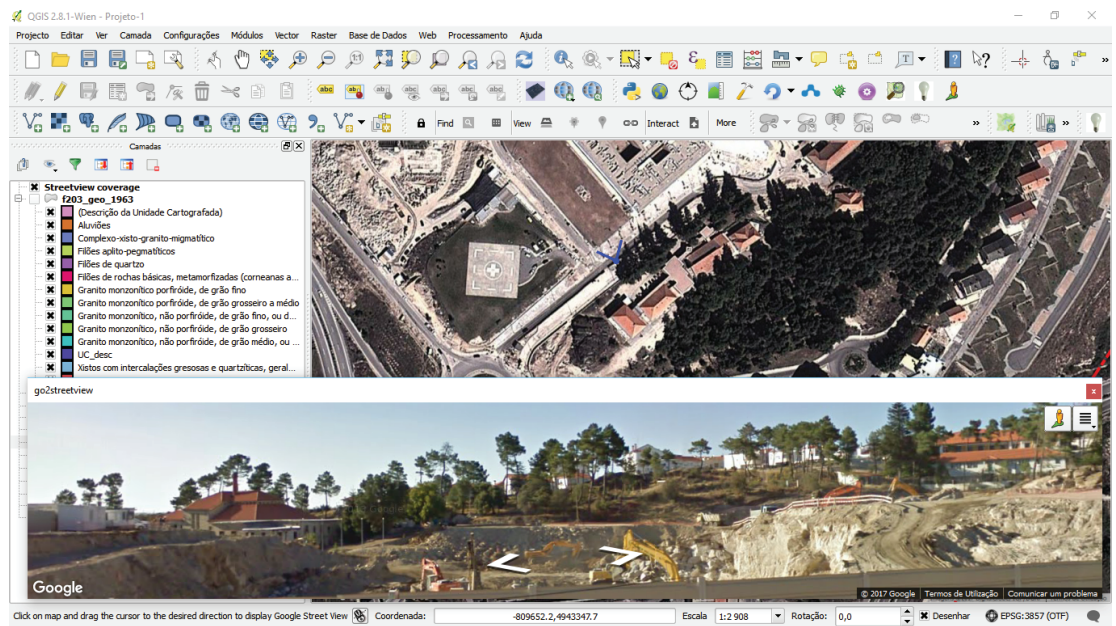 QGIS 2.8.1-Wien - Projeto-1
Projecto Editar Ver Camada Configurações Módulos Vector Raster Base de Dados Web Processamento Ajuda
Find View Interact More
Camadas
Streetview coverage
f203_geo_1963
(Descrição da Unidade Cartografada)
Aluviões
Complexo-xisto-granito-migmatítico
Filões aplito-pegmatíticos
Filões de quartzo
Filões de rochas básicas, metamorfizadas (corneanas a...
Granito monzonítico porfiróide, de grão fino
Granito monzonítico porfiróide, de grão grosseiro a médio
Granito monzonítico, não porfiróide, de grão fino, ou d...
Granito monzonítico, não porfiróide, de grão grosseiro
Granito monzonítico, não porfiróide, de grão médio, ou ...
UC_desc
Xistos com intercalações gresosas e quartzíticas, geral...
go2streetview
Google
© 2017 Google Termos de Utilização Comunicar um problema
Click on map and drag the cursor to the desired direction to display Google Street View Coordenada: -809652.2,4943347.7 Escala 1:2 908 Rotação: 0,0 Desenhar EPSG:3857 (OTF)